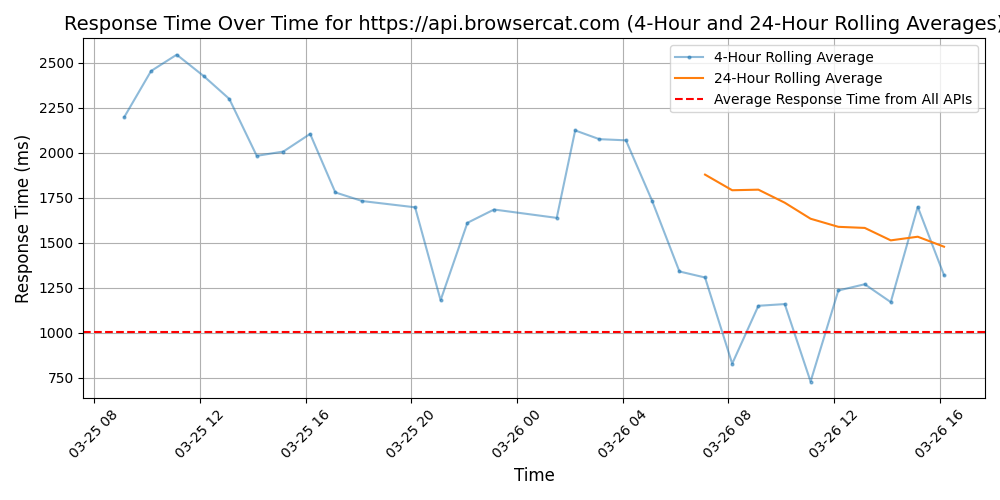 Response Time Over Time for https://api.browsercat.com (4-Hour and 24-Hour Rolling Averages)
4-Hour Rolling Average
24-Hour Rolling Average
Average Response Time from All APIs
Response Time (ms)
2500
2250
2000
1750
1500
1250
1000
750
03-25 08
03-25 12
03-25 16
03-25 20
03-26 00
03-26 04
03-26 08
03-26 12
03-26 16
Time